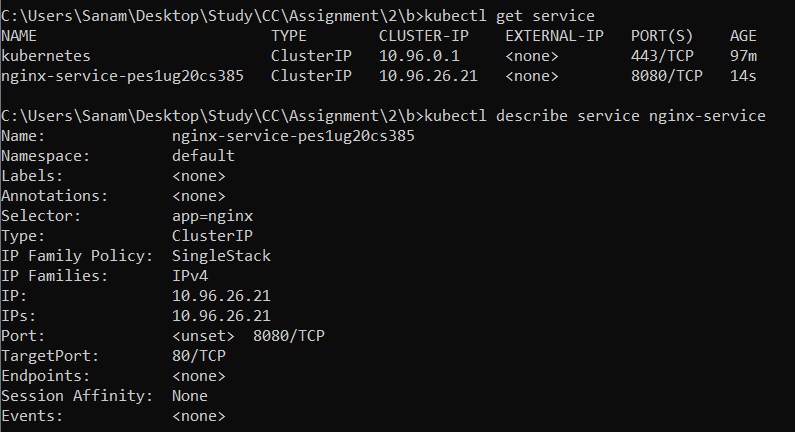 C:\Users\Sanam\Desktop\Study\CC\Assignment\2\b>kubectl get service
NAME                          TYPE        CLUSTER-IP    EXTERNAL-IP   PORT(S)    AGE
kubernetes                    ClusterIP   10.96.0.1     <none>        443/TCP    97m
nginx-service-pes1ug20cs385   ClusterIP   10.96.26.21   <none>        8080/TCP   14s
C:\Users\Sanam\Desktop\Study\CC\Assignment\2\b>kubectl describe service nginx-service
Name:              nginx-service-pes1ug20cs385
Namespace:         default
Labels:            <none>
Annotations:       <none>
Selector:          app=nginx
Type:              ClusterIP
IP Family Policy:  SingleStack
IP Families:       IPv4
IP:                10.96.26.21
IPs:               10.96.26.21
Port:              <unset>  8080/TCP
TargetPort:        80/TCP
Endpoints:         <none>
Session Affinity:  None
Events:            <none>